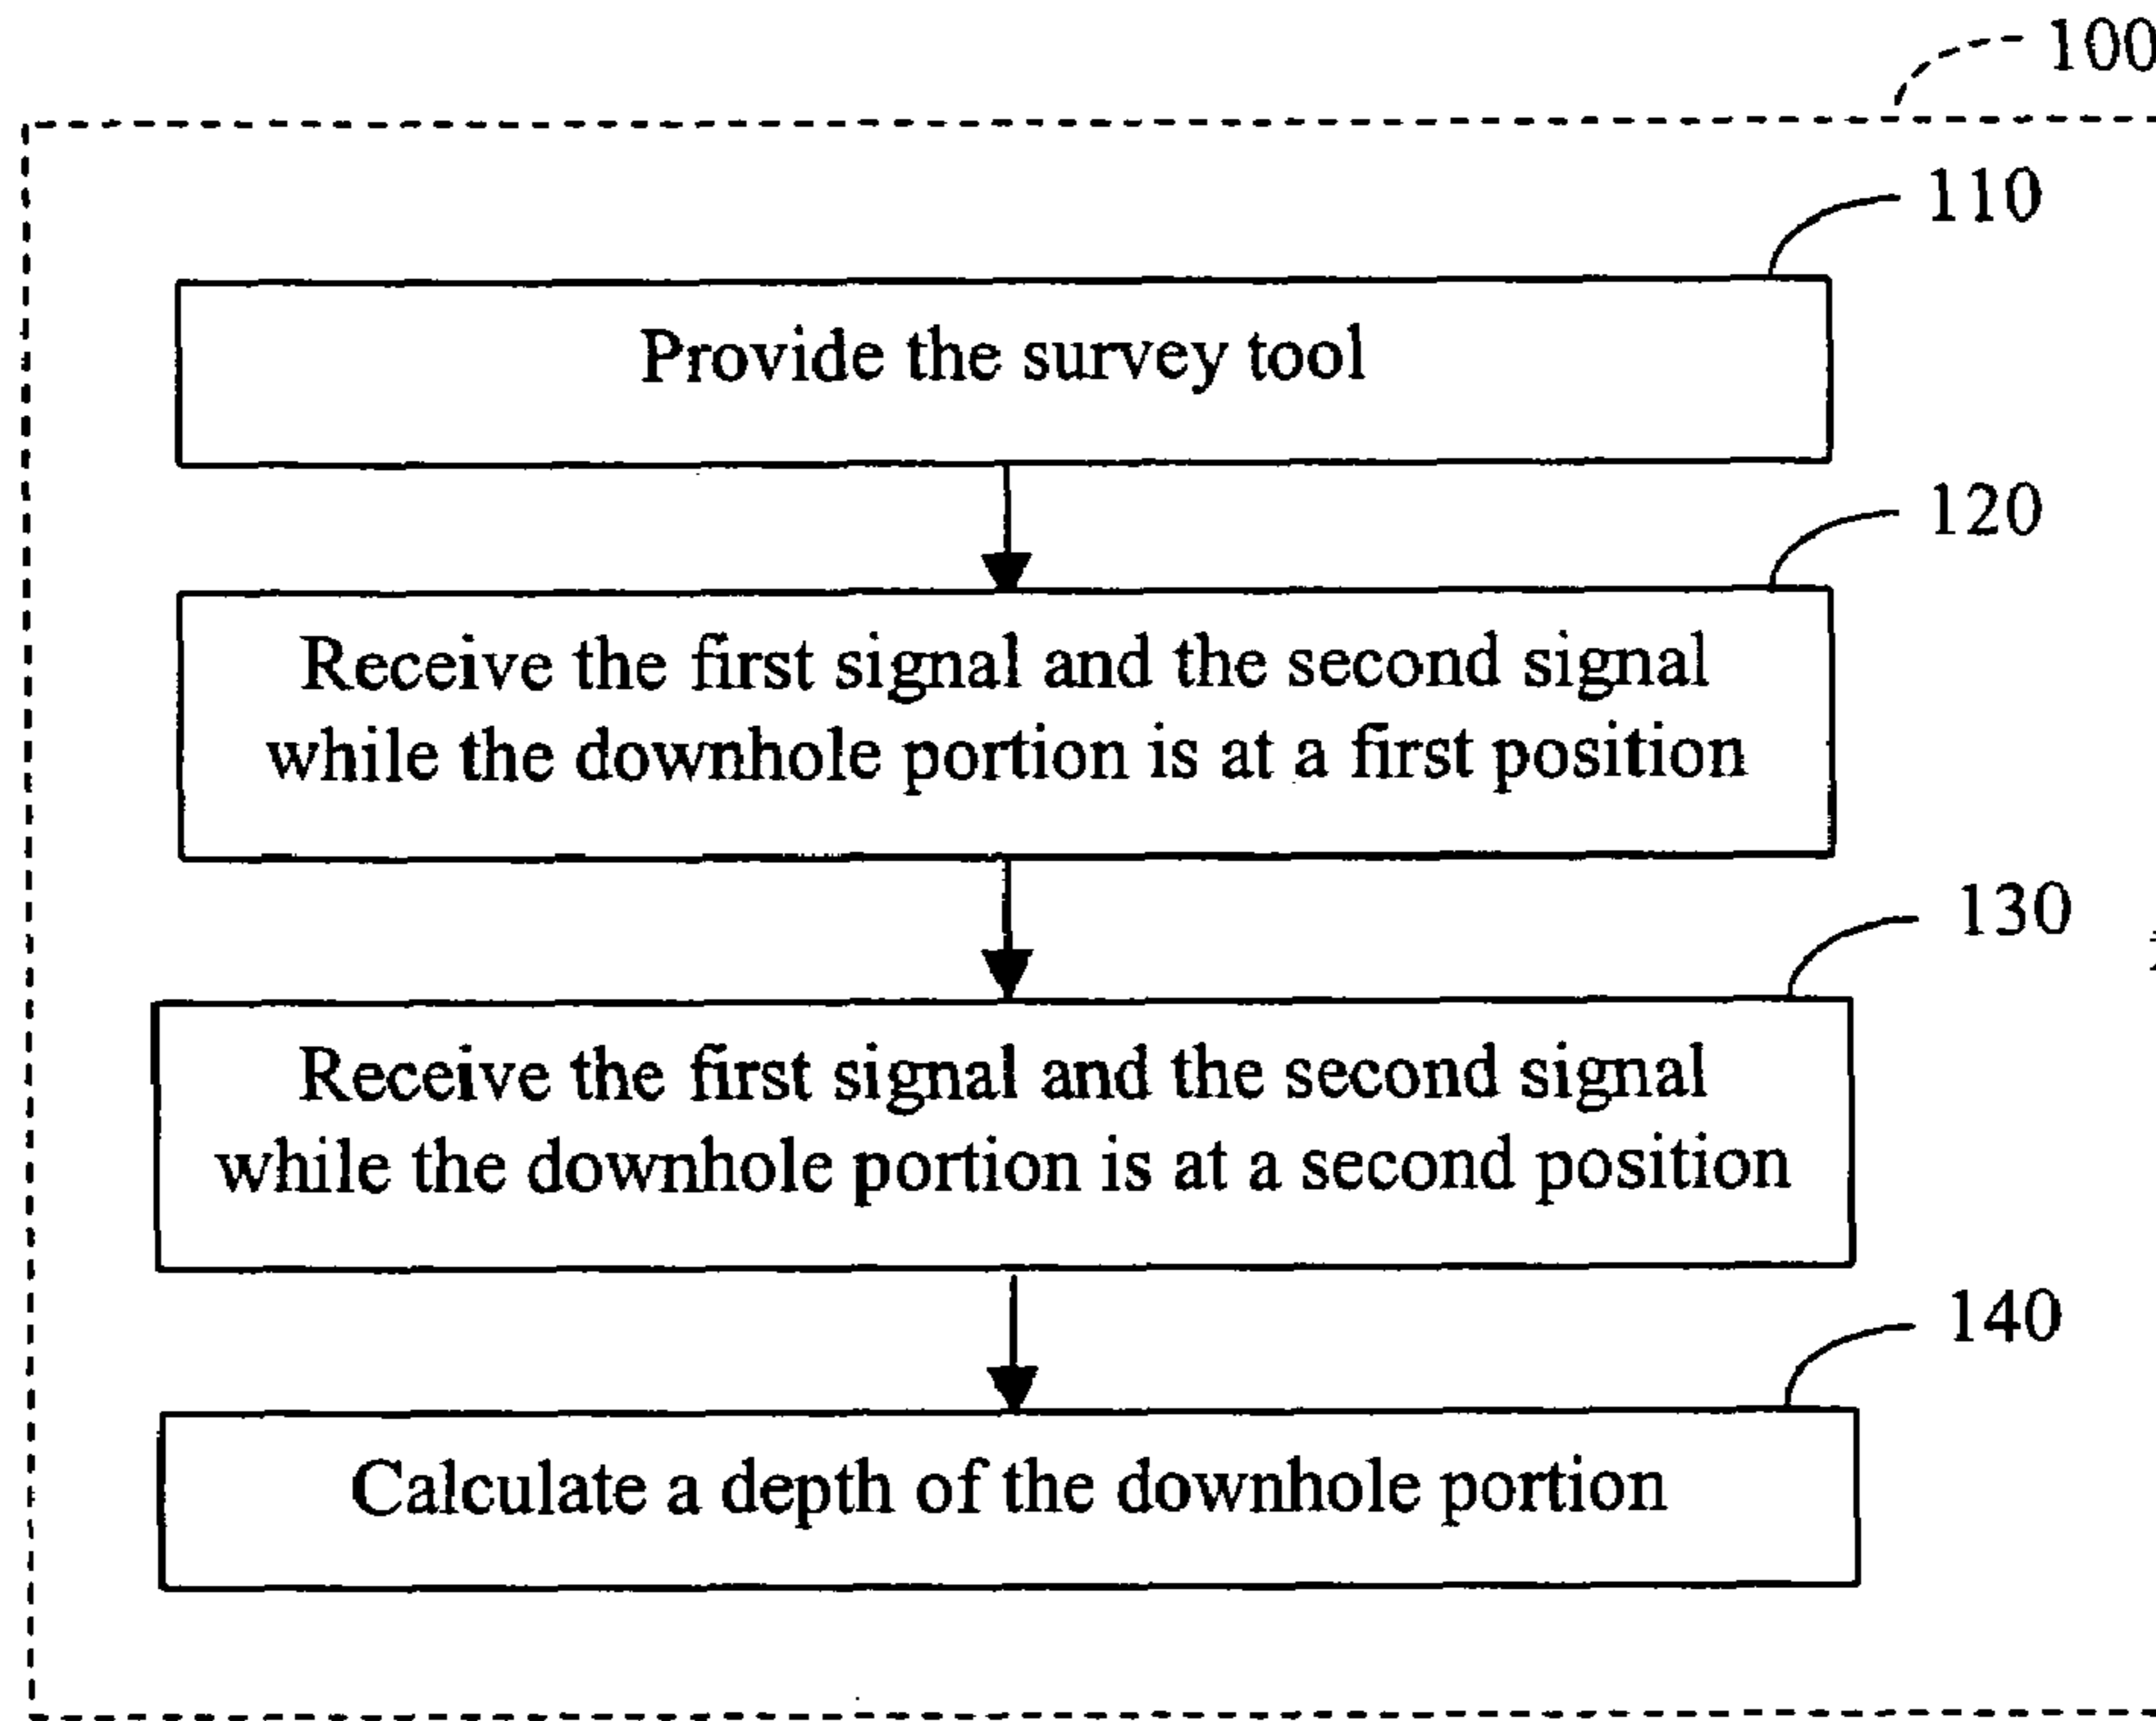 100
110
Provide the survey tool
120
Receive the first signal and the second signal
while the downhole portion is at a first position
130
Receive the first signal and the second signal
while the downhole portion is at a second position
140
Calculate a depth of the downhole portion